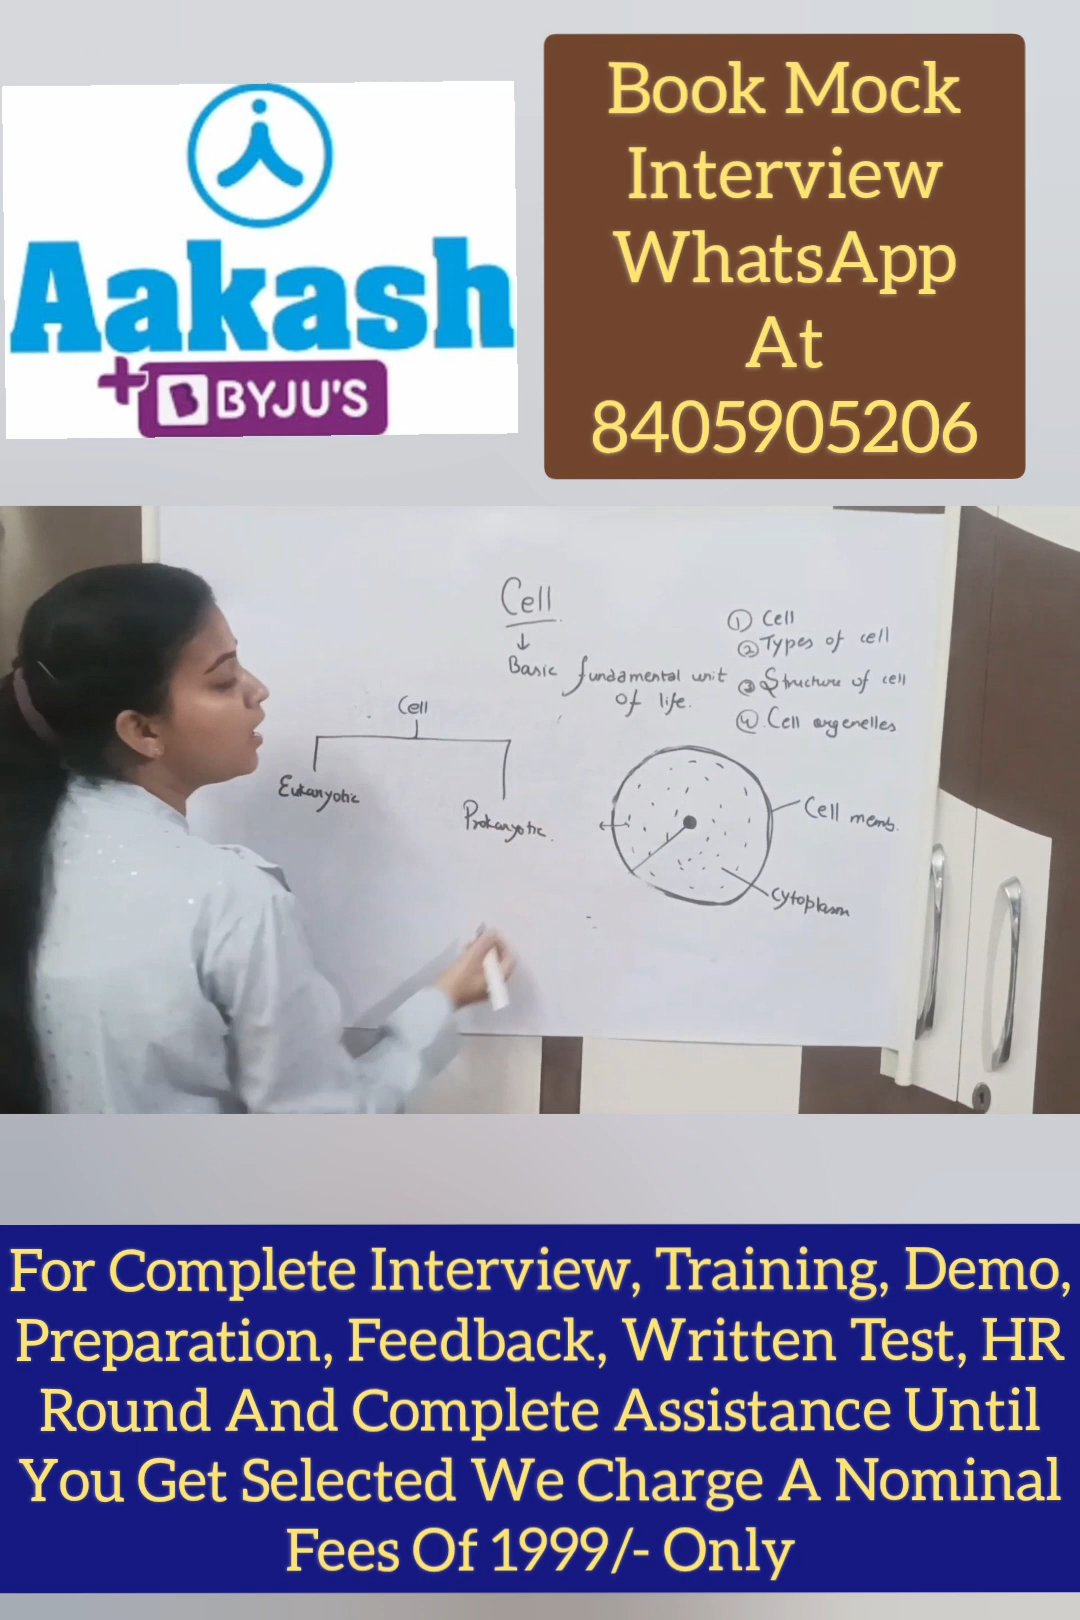 Aakash
+ BYJU'S
Book Mock
Interview
WhatsApp
At
8405905206
Cell
Basic fundamental unit
of life.
① Cell
② Types of cell
③ Structure of cell
④ Cell orgenelles
Cell
Eukaryotic
Prokaryotic.
Cell memb.
Cytoplasm
For Complete Interview, Training, Demo,
Preparation, Feedback, Written Test, HR
Round And Complete Assistance Until
You Get Selected We Charge A Nominal
Fees Of 1999/- Only